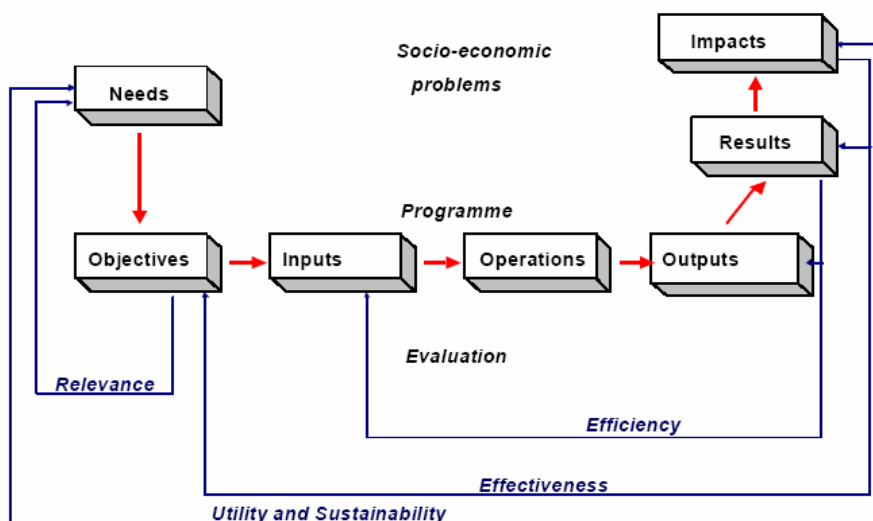 Impacts
Socio-economic
problems
Needs
Results
Programme
Objectives
Inputs
Operations
Outputs
Evaluation
Relevance
Efficiency
Effectiveness
Utility and Sustainability